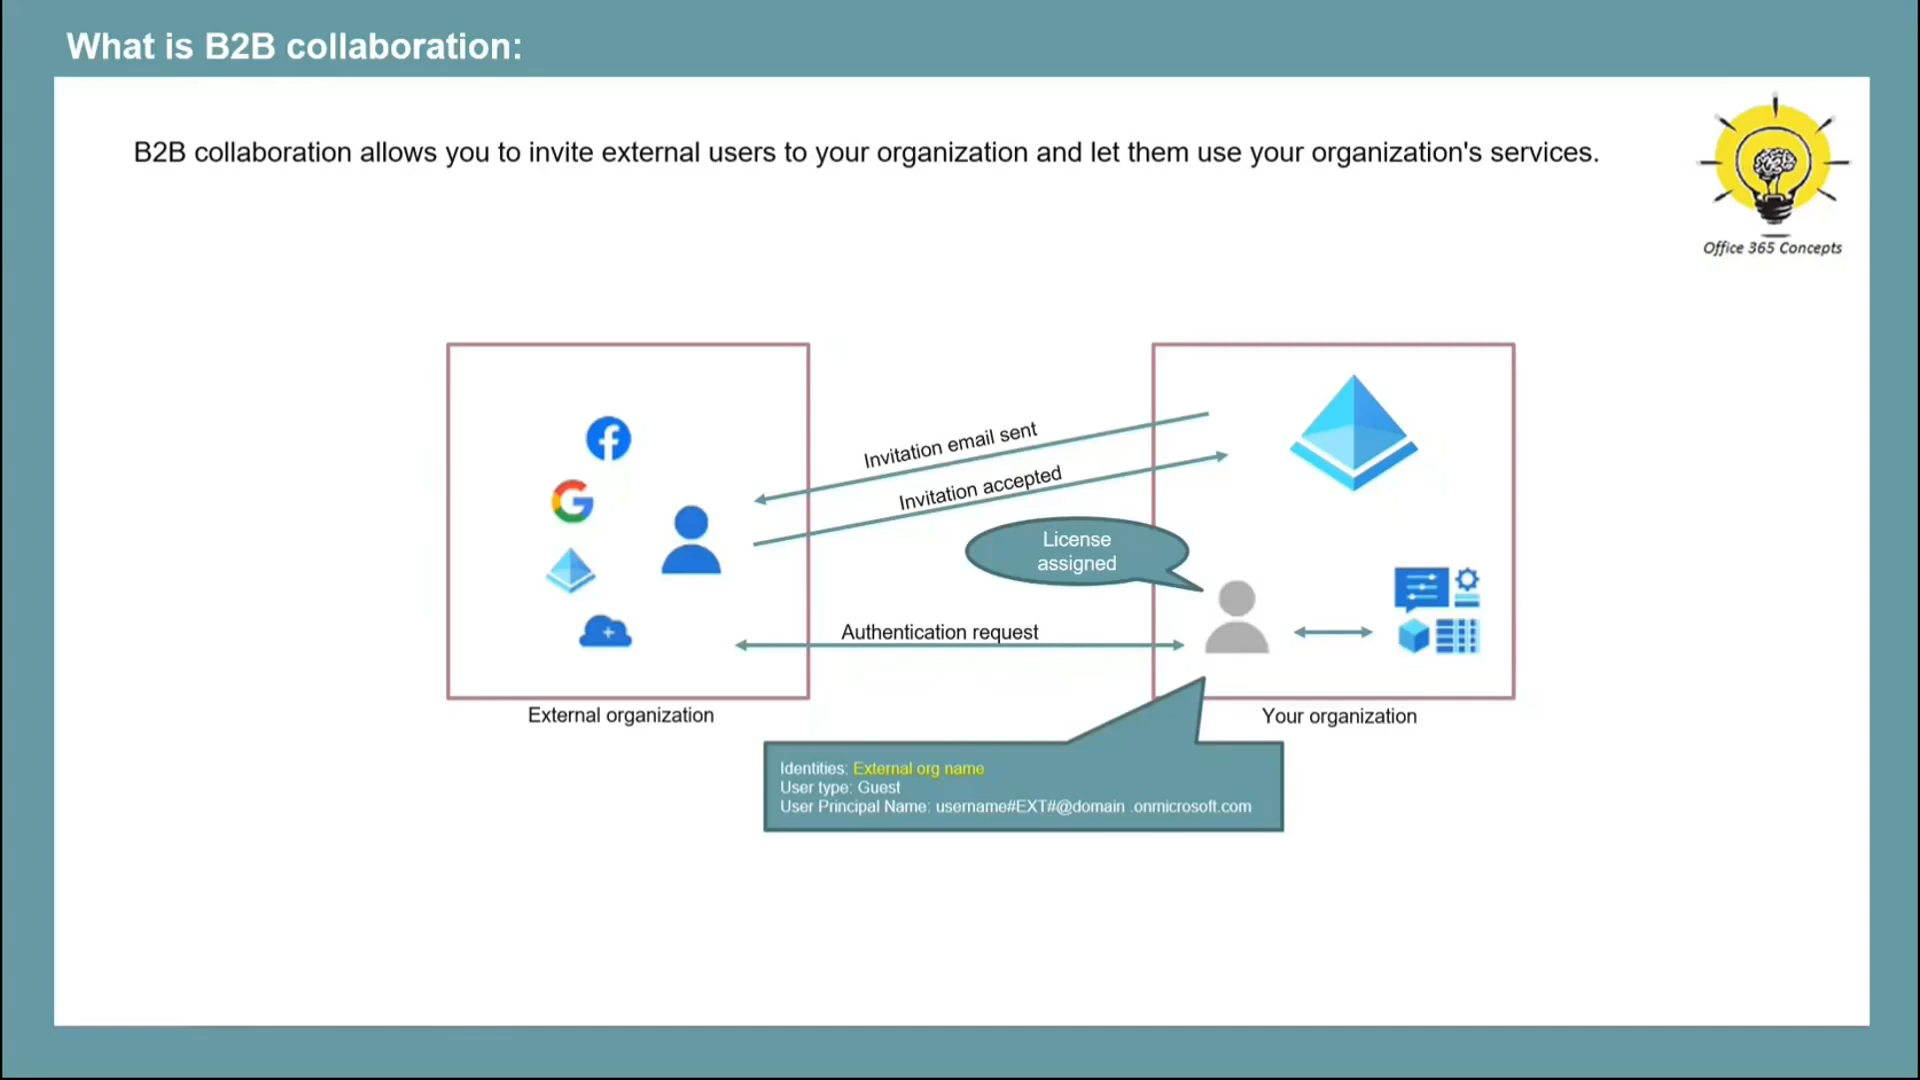 What is B2B collaboration:
B2B collaboration allows you to invite external users to your organization and let them use your organization's services.
Office 365 Concepts
Invitation email sent
Invitation accepted
License
assigned
Authentication request
External organization
Your organization
Identities: External org name
User type: Guest
User Principal Name: username#EXT#@domain .onmicrosoft.com